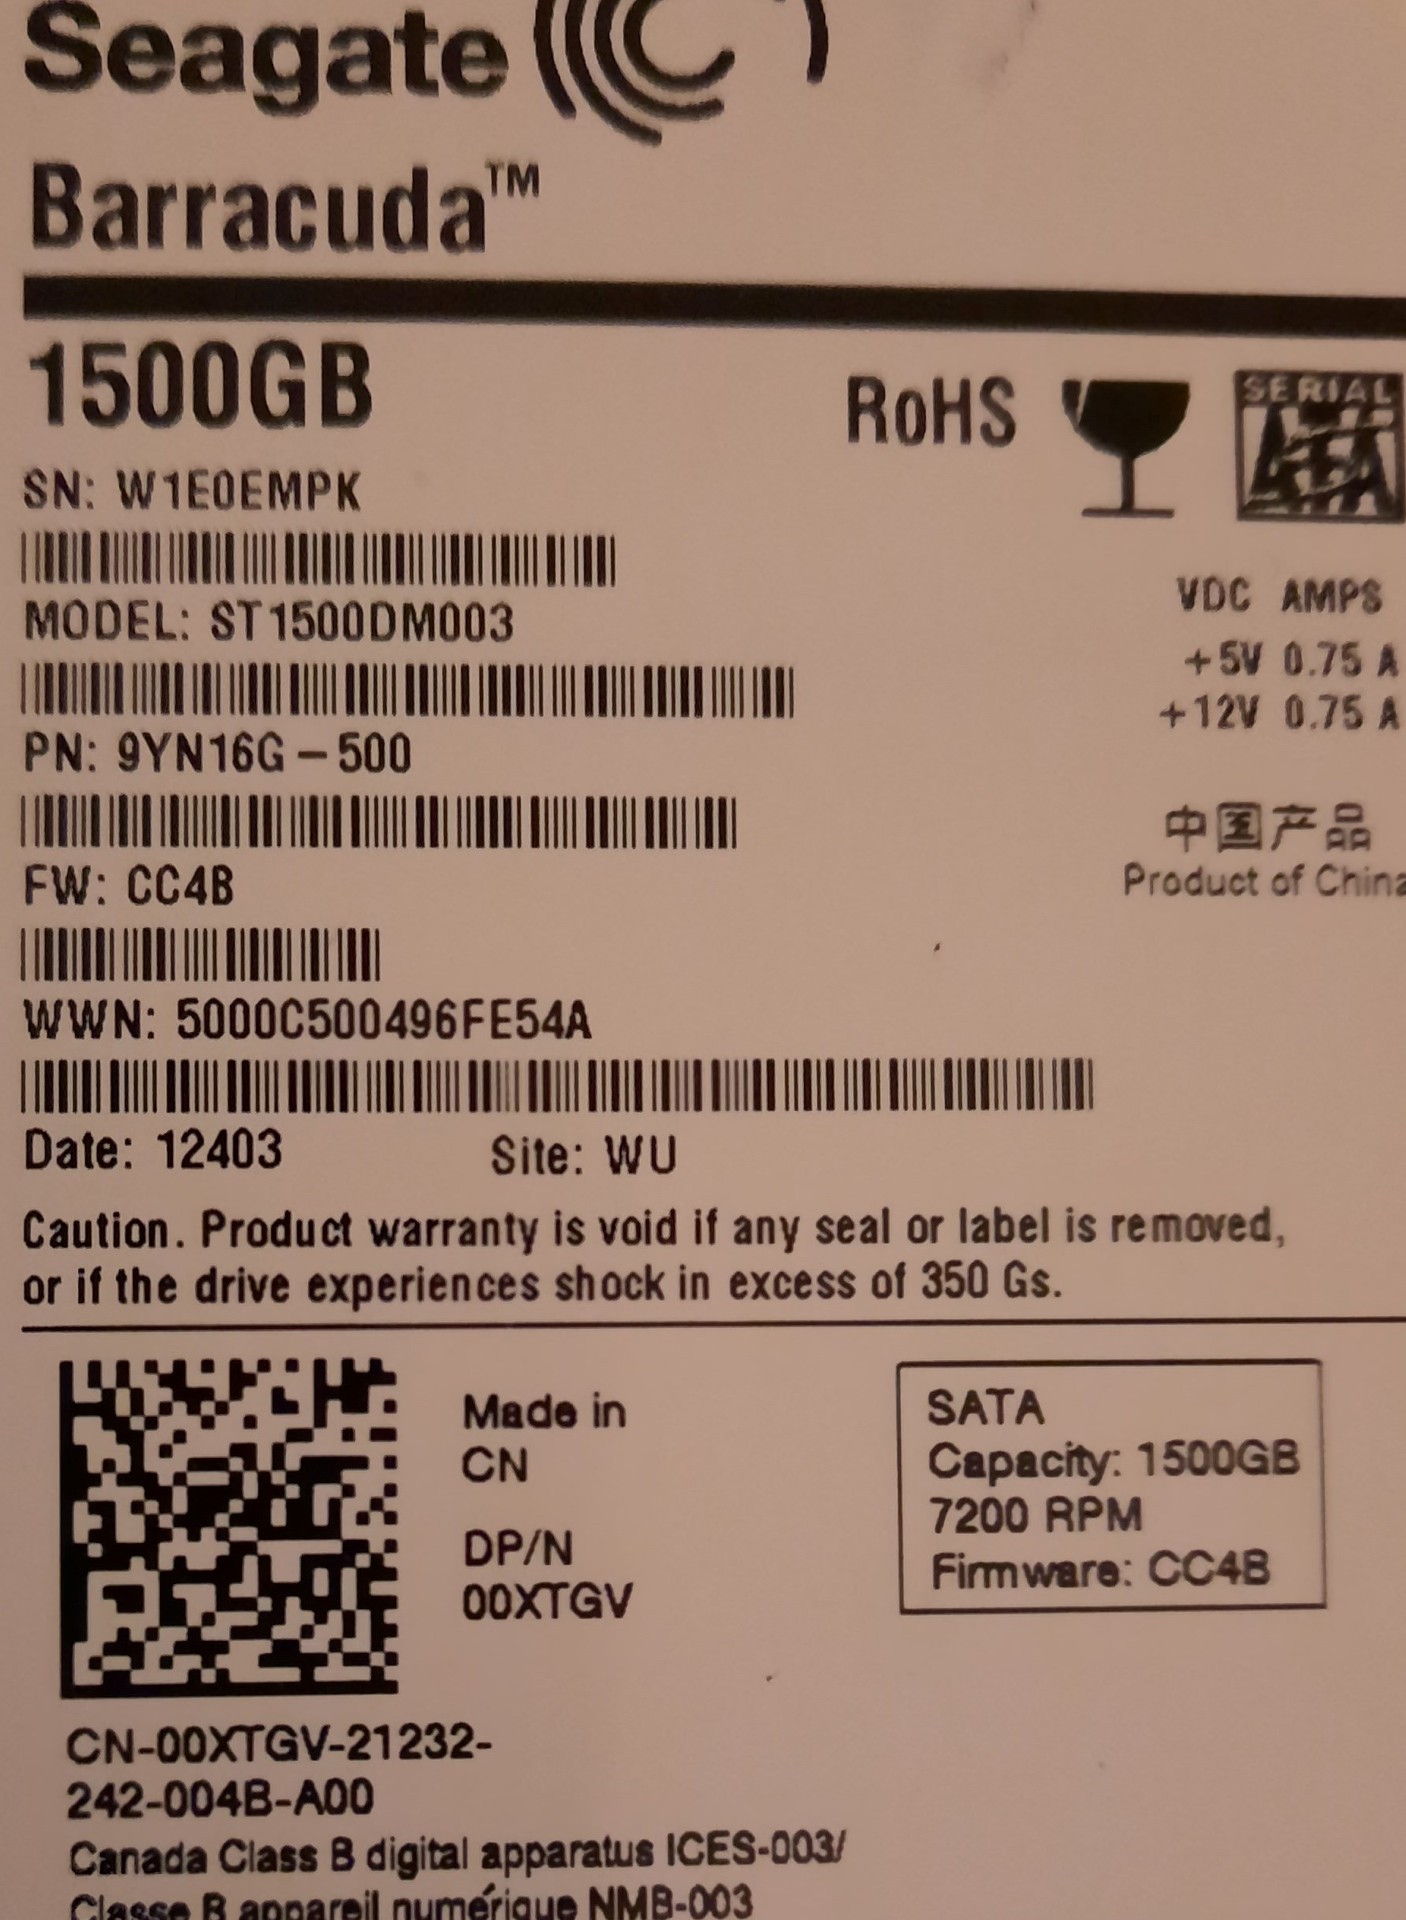 Seagate
Barracuda™
1500GB
RoHS
SERIAL
ATA
SN: W1E0EMPK
MODEL: ST1500DM003
VDC AMPS
+5V 0.75 A
+12V 0.75 A
PN: 9YN16G-500
中国产品
Product of China
FW: CC4B
WWN: 5000C500496FE54A
Date: 12403 Site: WU
Caution. Product warranty is void if any seal or label is removed,
or if the drive experiences shock in excess of 350 Gs.
Made in
CN
DP/N
00XTGV
SATA
Capacity: 1500GB
7200 RPM
Firmware: CC4B
CN-00XTGV-21232-
242-004B-A00
Canada Class B digital apparatus ICES-003/
Classe B appareil numérique NMB-003